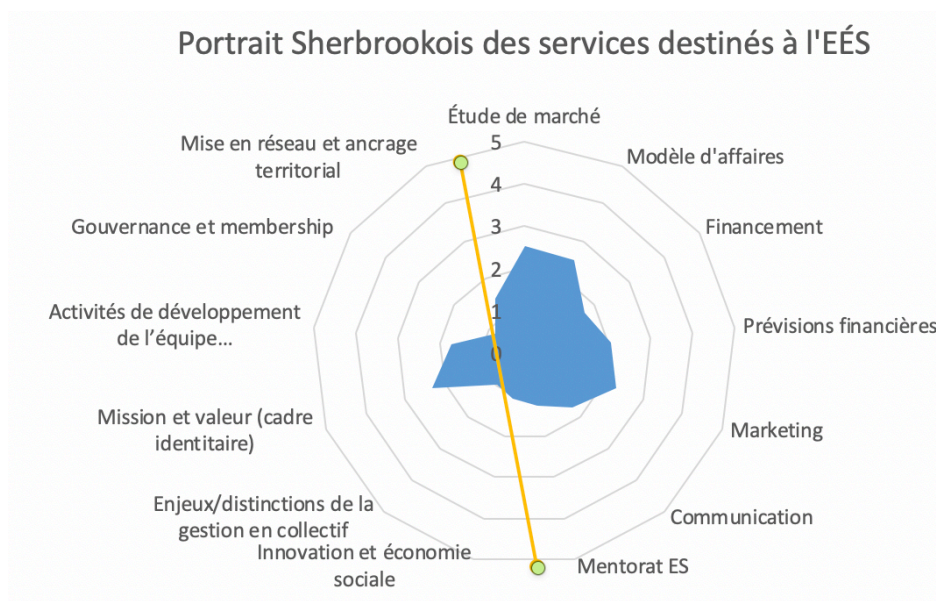 Portrait Sherbrookois des services destinés à l'EÉS
Étude de marché
Modèle d'affaires
Financement
Prévisions financières
Marketing
Communication
Mentorat ES
Innovation et économie
sociale
Enjeux/distinctions de la
gestion en collectif
Mission et valeur (cadre
identitaire)
Activités de développement
de l’équipe...
Gouvernance et membership
Mise en réseau et ancrage
territorial
5
4
3
2
1
0